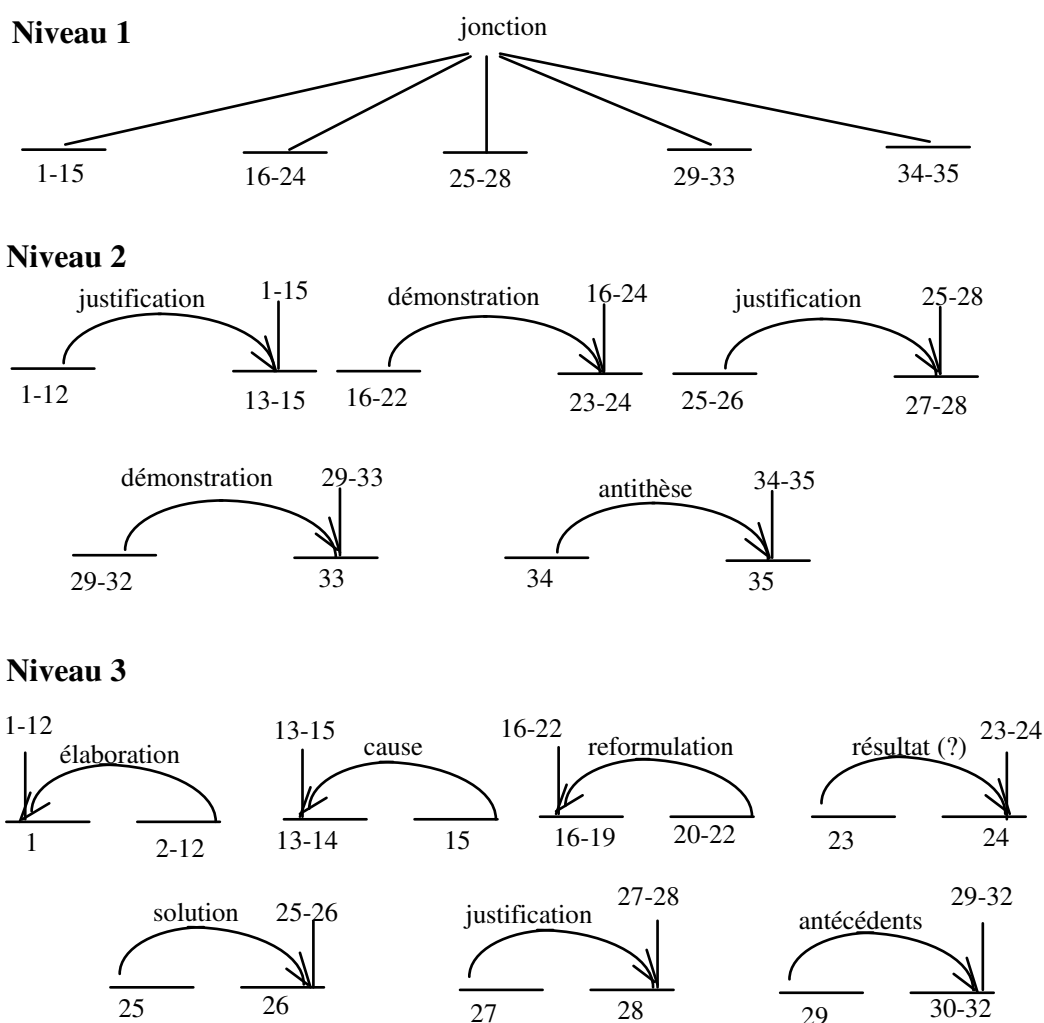 Niveau 1
jonction
1-15 16-24 25-28 29-33 34-35
Niveau 2
justification 1-15 démonstration 16-24 justification 25-28
1-12 13-15 16-22 23-24 25-26 27-28
démonstration 29-33 antithèse 34-35
29-32 33 34 35
Niveau 3
1-12 élaboration 13-15 cause 16-22 reformulation résultat (?) 23-24
1 2-12 13-14 15 16-19 20-22 23 24
solution 25-26 justification 27-28 antécédents 29-32
25 26 27 28 29 30-32